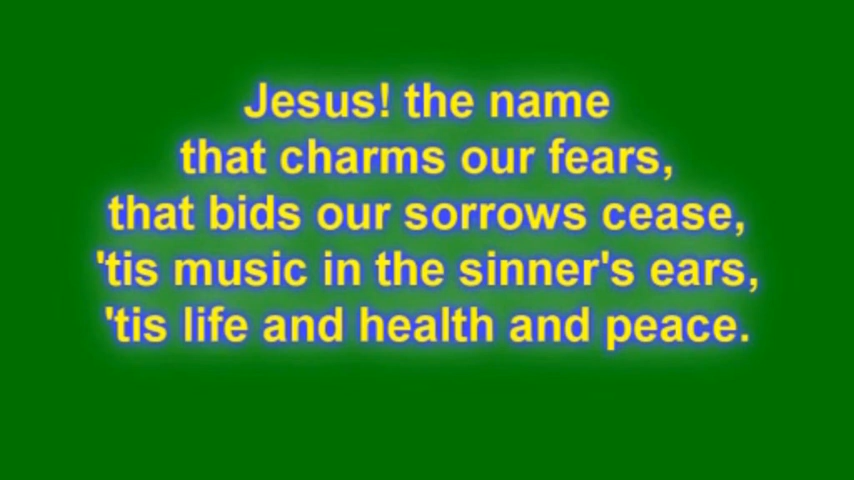 Jesus! the name
that charms our fears,
that bids our sorrows cease,
'tis music in the sinner's ears,
'tis life and health and peace.